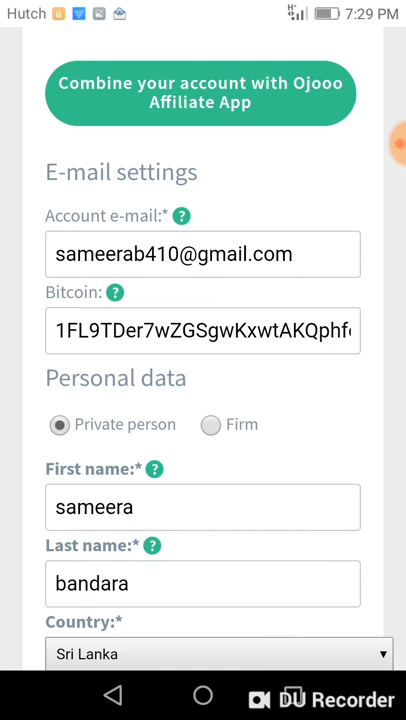 Hutch 7:29 PM
Combine your account with Ojooo
Affiliate App
E-mail settings
Account e-mail:* ?
sameerab410@gmail.com
Bitcoin: ?
1FL9TDer7wZGSgwKxwtAKQphf
Personal data
Private person Firm
First name:* ?
sameera
Last name:* ?
bandara
Country:*
Sri Lanka
DU Recorder